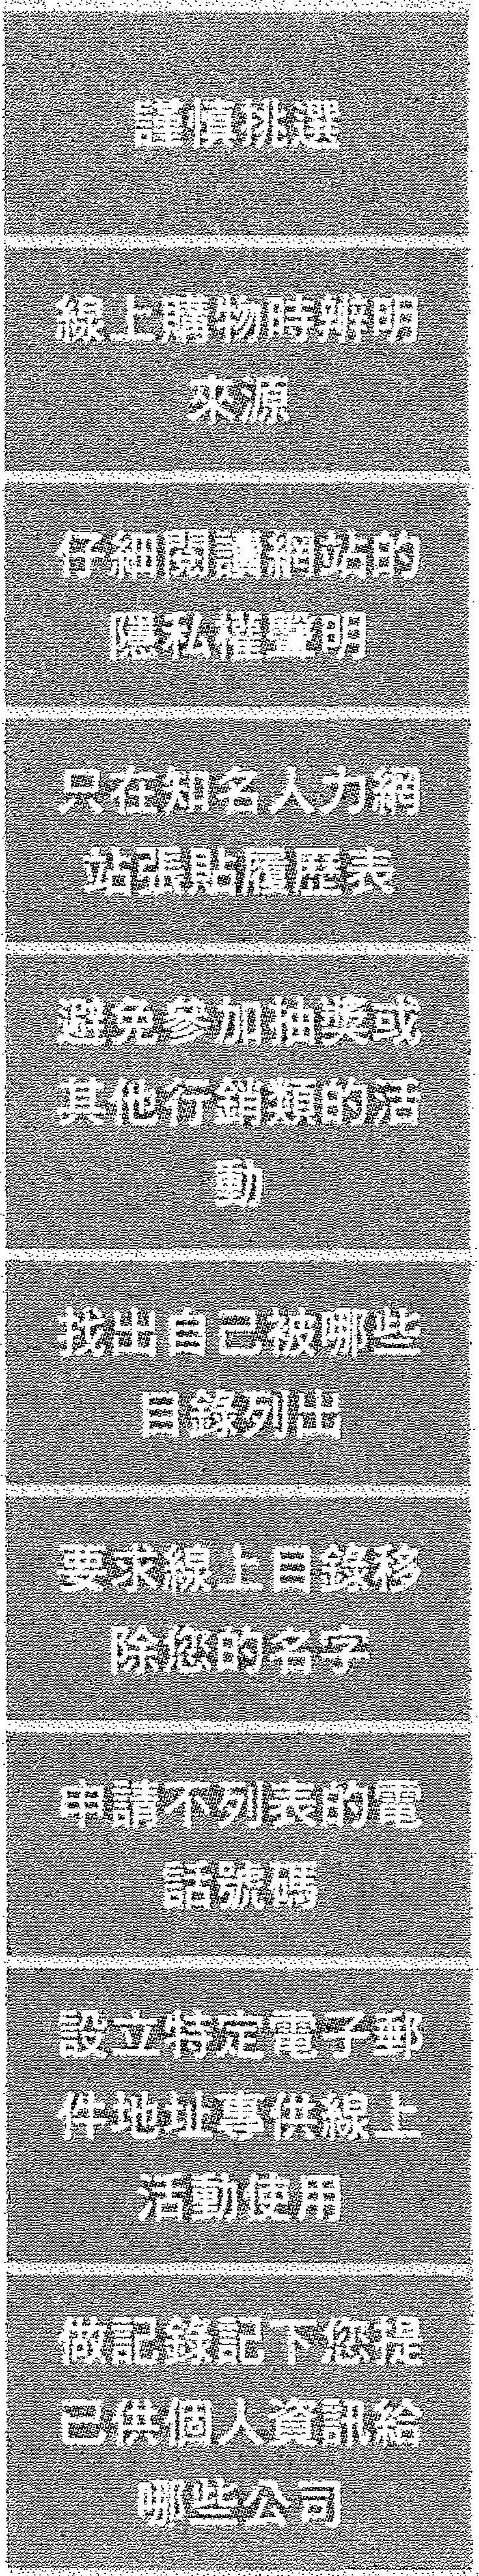 謹慎挑選
線上購物時辨明
來源
仔細閱讀網站的
隱私權聲明
只在知名人力網
站張貼履歷表
避免參加抽獎或
其他行銷類的活
動
找出自己被哪些
目錄列出
要求線上目錄移
除您的名字
申請不列表的電
話號碼
設立特定電子郵
件地址專供線上
活動使用
做記錄記下您提
已供個人資訊給
哪些公司